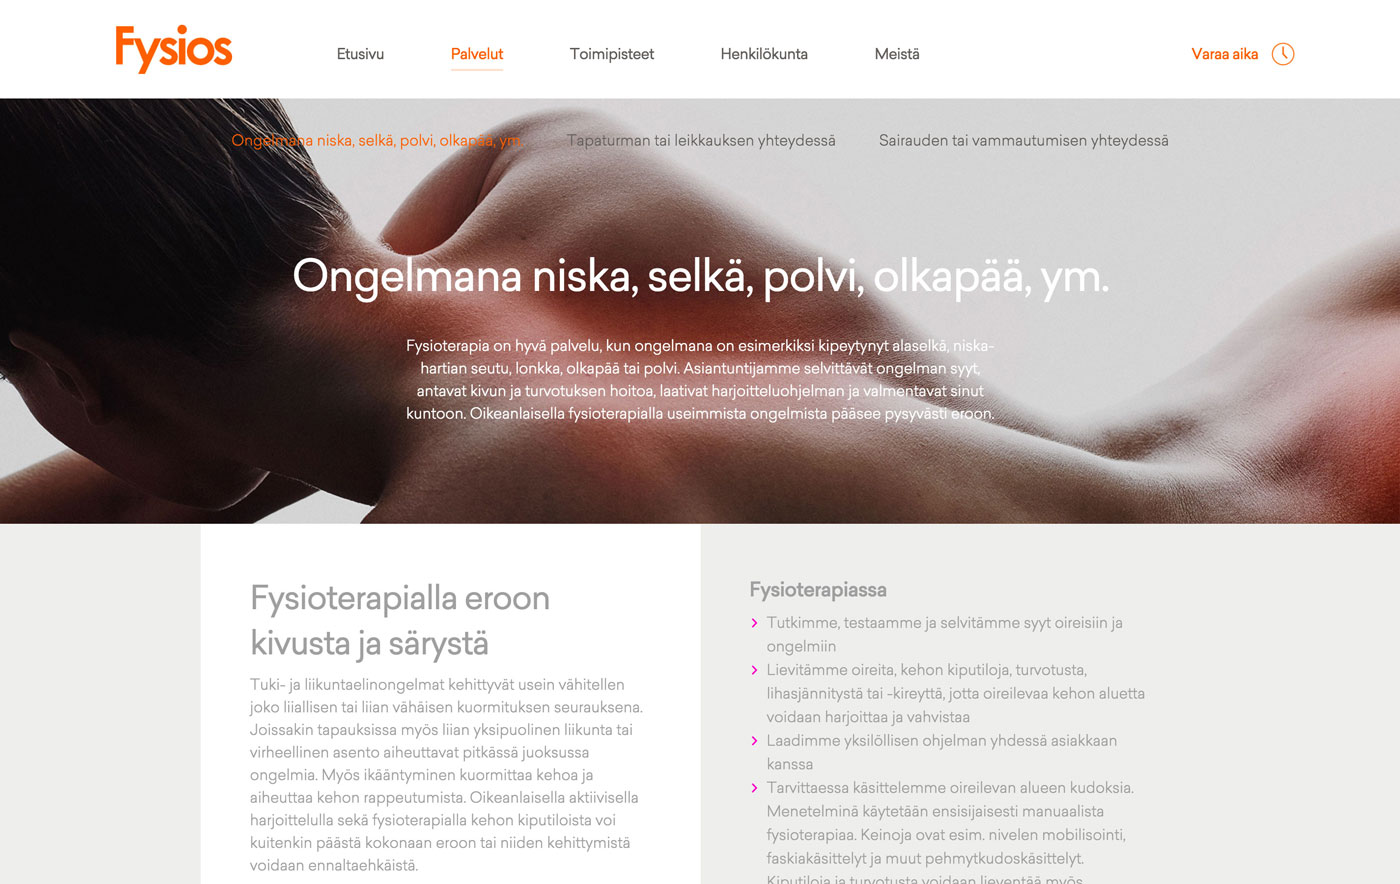 Fysios
Etusivu
Palvelut
Toimipisteet
Henkilökunta
Meistä
Varaa aika
Ongelmana niska, selkä, polvi, olkapää, ym.
Tapaturman tai leikkauksen yhteydessä
Sairauden tai vammautumisen yhteydessä
Ongelmana niska, selkä, polvi, olkapää, ym.
Fysioterapia on hyvä palvelu, kun ongelmana on esimerkiksi kipeytynyt alaselkä, niska-
hartian seutu, lonkka, olkapää tai polvi. Asiantuntijamme selvittävät ongelman syyt,
antavat kivun ja turvotuksen hoitoa, laativat harjoitteluohjelman ja valmentavat sinut
kuntoon. Oikeanlaisella fysioterapialla useimmista ongelmista pääsee pysyvästi eroon.
Fysioterapialla eroon
kivusta ja särystä
Tuki- ja liikuntaelinongelmat kehittyvät usein vähitellen
joko liiallisen tai liian vähäisen kuormituksen seurauksena.
Joissakin tapauksissa myös liian yksipuolinen liikunta tai
virheellinen asento aiheuttavat pitkässä juoksussa
ongelmia. Myös ikääntyminen kuormittaa kehoa ja
aiheuttaa kehon rappeutumista. Oikeanlaisella aktiivisella
harjoittelulla sekä fysioterapialla kehon kiputiloista voi
kuitenkin päästä kokonaan eroon tai niiden kehittymistä
voidaan ennaltaehkäistä.
Fysioterapiassa
Tutkimme, testaamme ja selvitämme syyt oireisiin ja
ongelmiin
Lievitämme oireita, kehon kiputiloja, turvotusta,
lihasjännitystä tai -kireyttä, jotta oireilevaa kehon aluetta
voidaan harjoittaa ja vahvistaa
Laadimme yksilöllisen ohjelman yhdessä asiakkaan
kanssa
Tarvittaessa käsittelemme oireilevan alueen kudoksia.
Menetelminä käytetään ensisijaisesti manuaalista
fysioterapiaa. Keinoja ovat esim. nivelen mobilisointi,
faskiakäsittelyt ja muut pehmytkudoskäsittelyt.
Kiputiloja ja turvotusta voidaan lieventää myös